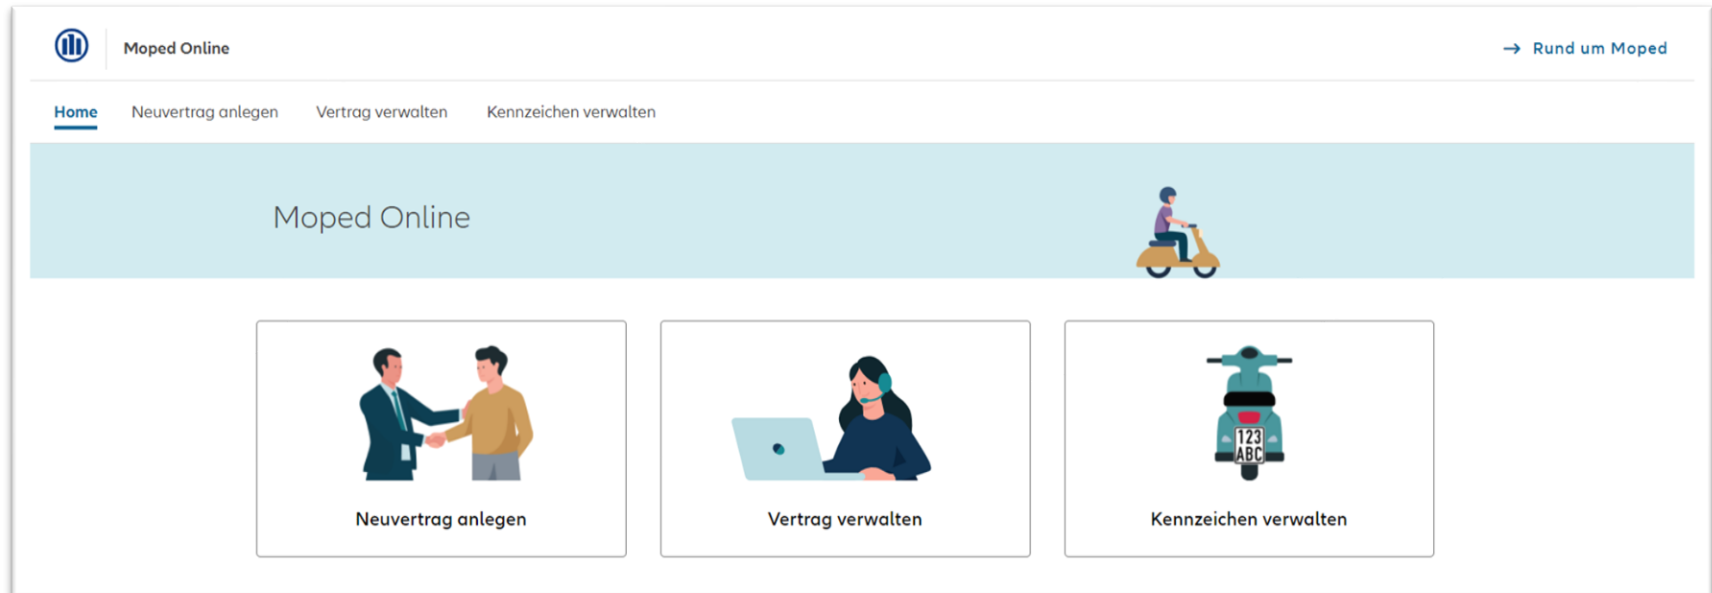 Moped Online
→ Rund um Moped
Home Neuvertrag anlegen Vertrag verwalten Kennzeichen verwalten
Moped Online
123
ABC
Neuvertrag anlegen Vertrag verwalten Kennzeichen verwalten